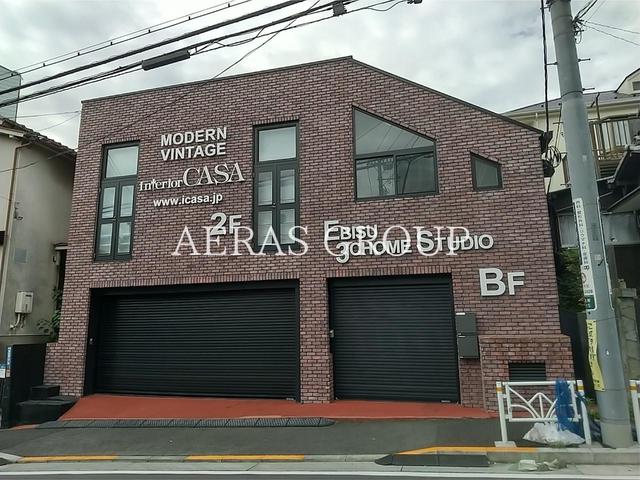 MODERN
VINTAGE
Interior CASA
www.icasa.jp
2F
EBISU
3CHOME STUDIO
BF
AERAS GROUP